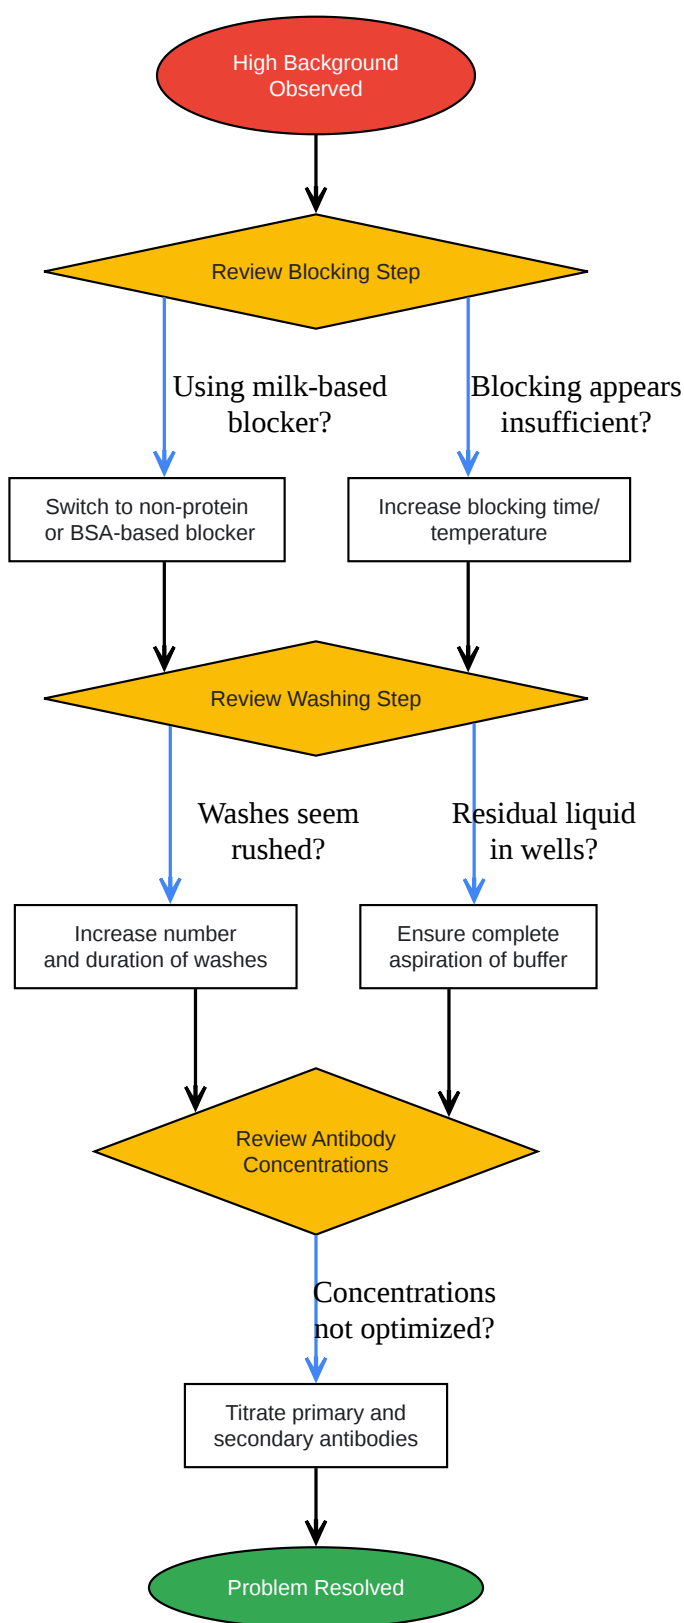 High Background
Observed
Review Blocking Step
Using milk-based
blocker?
Blocking appears
insufficient?
Switch to non-protein
or BSA-based blocker
Increase blocking time/
temperature
Review Washing Step
Washes seem
rushed?
Residual liquid
in wells?
Increase number
and duration of washes
Ensure complete
aspiration of buffer
Review Antibody
Concentrations
Concentrations
not optimized?
Titrate primary and
secondary antibodies
Problem Resolved